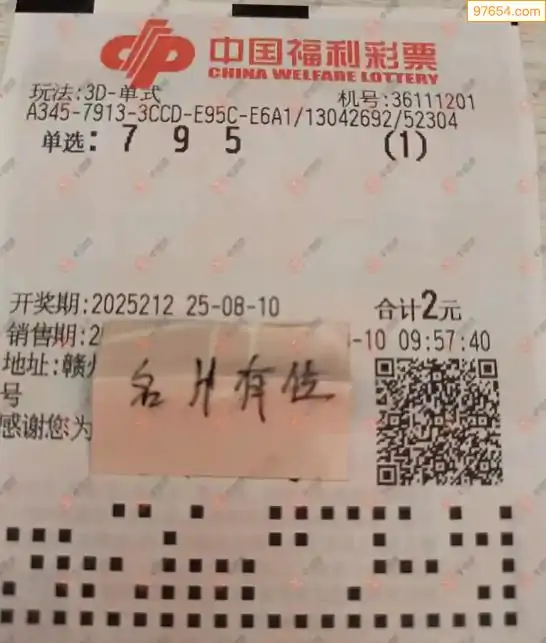 97654.com
中国福利彩票
CHINA WELFARE LOTTERY
玩法:3D-单式 机号:36111201
A345-7913-3CCD-E95C-E6A1/13042692/52304
单选: 7 9 5 (1)
开奖期:2025212 25-08-10 合计2元
销售期:2 -10 09:57:40
地址:赣
名片有位
号
感谢您为